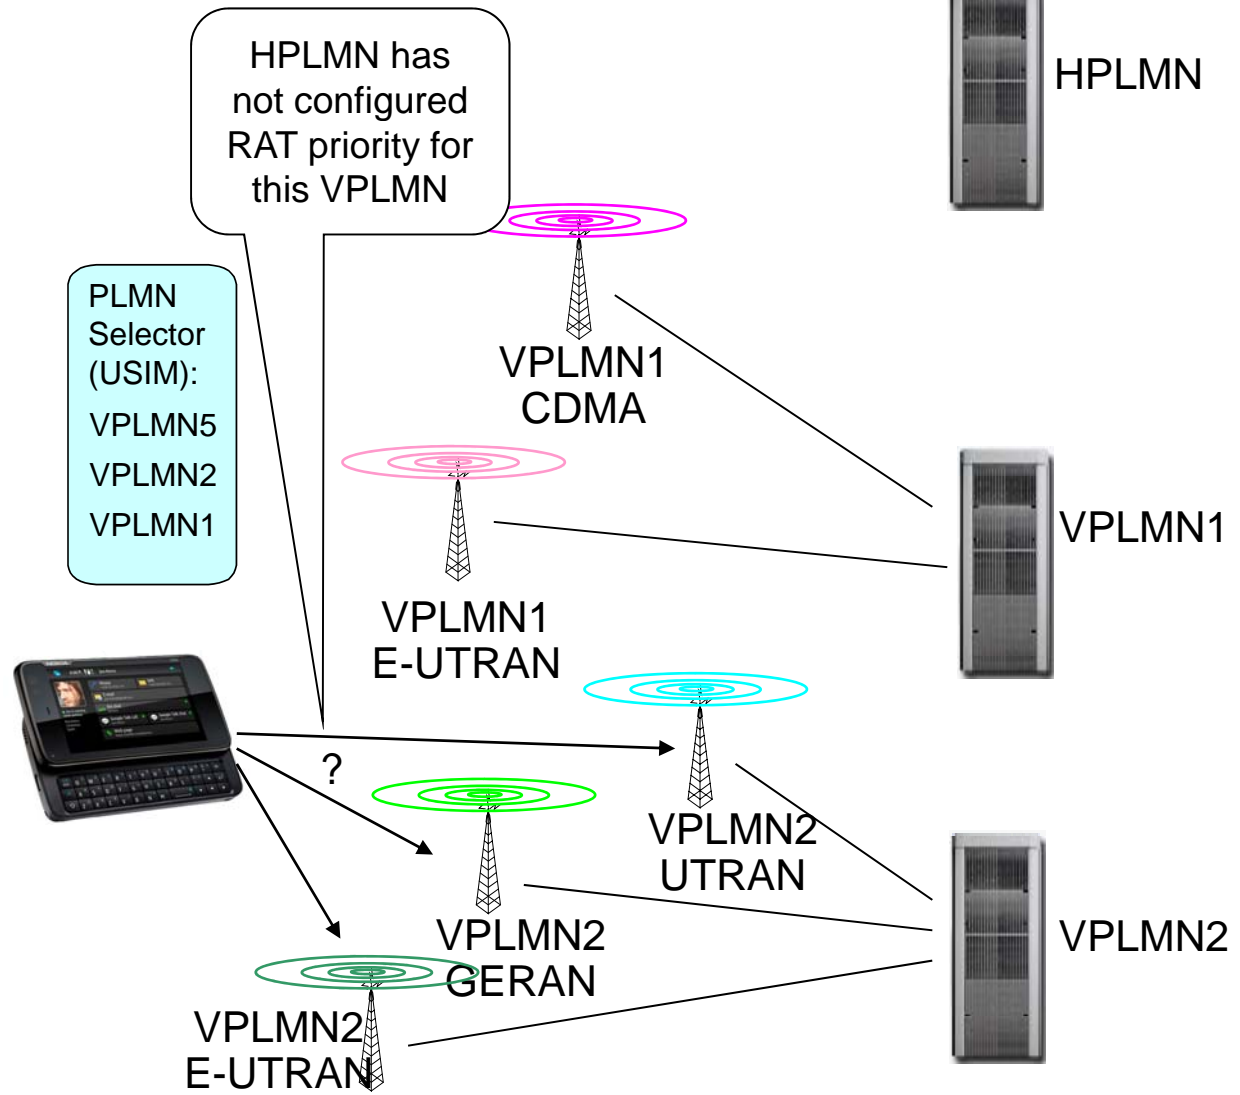 HPLMN has
not configured
RAT priority for
this VPLMN
HPLMN
PLMN
Selector
(USIM):
VPLMN5
VPLMN2
VPLMN1
VPLMN1
CDMA
VPLMN1
VPLMN1
E-UTRAN
?
VPLMN2
UTRAN
VPLMN2
GERAN
VPLMN2
VPLMN2
E-UTRAN